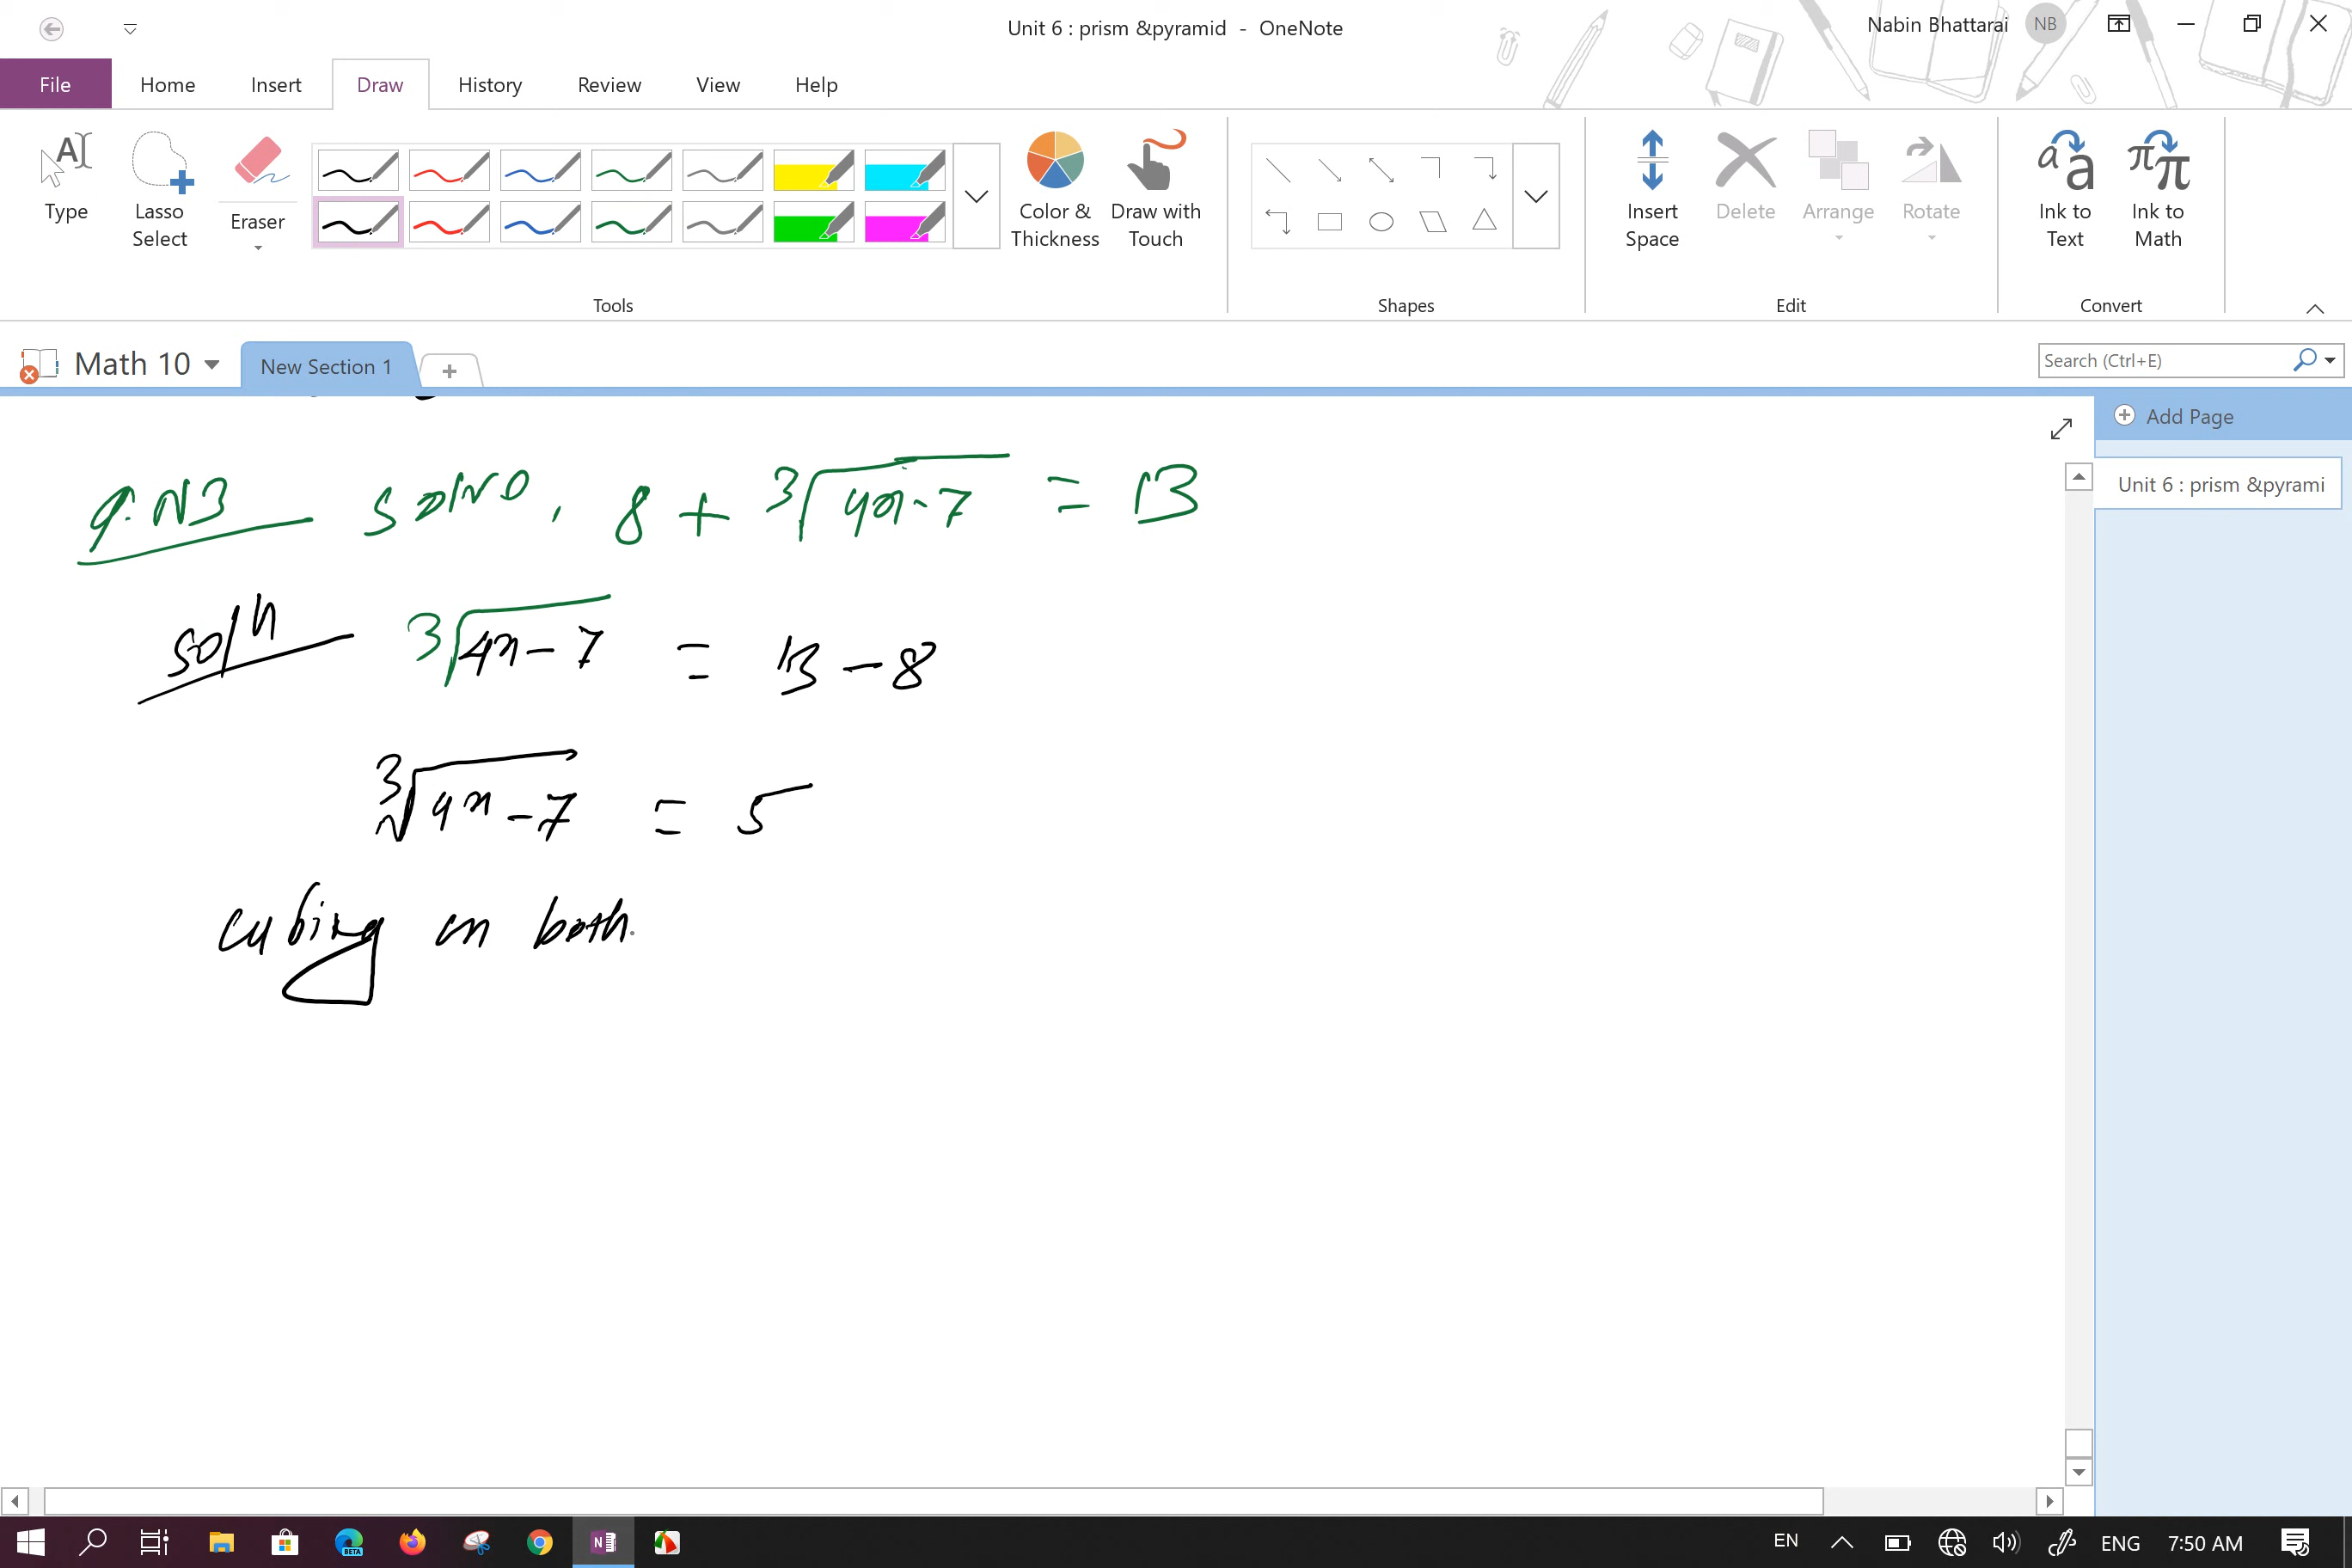 Unit 6 : prism &pyramid - OneNote
Nabin Bhattarai NB
File Home Insert Draw History Review View Help
Type
Lasso Select
Eraser
Color & Thickness
Draw with Touch
Insert Space
Delete
Arrange
Rotate
Ink to Text
Ink to Math
Tools Shapes Edit Convert
Math 10
New Section 1
Search (Ctrl+E)
Add Page
Unit 6 : prism &pyrami
Q.N3 solve, 8 + ∛(4x-7) = 13
soln ∛(4x-7) = 13 - 8
∛(4x-7) = 5
cubing on both
BETA
EN ENG 7:50 AM